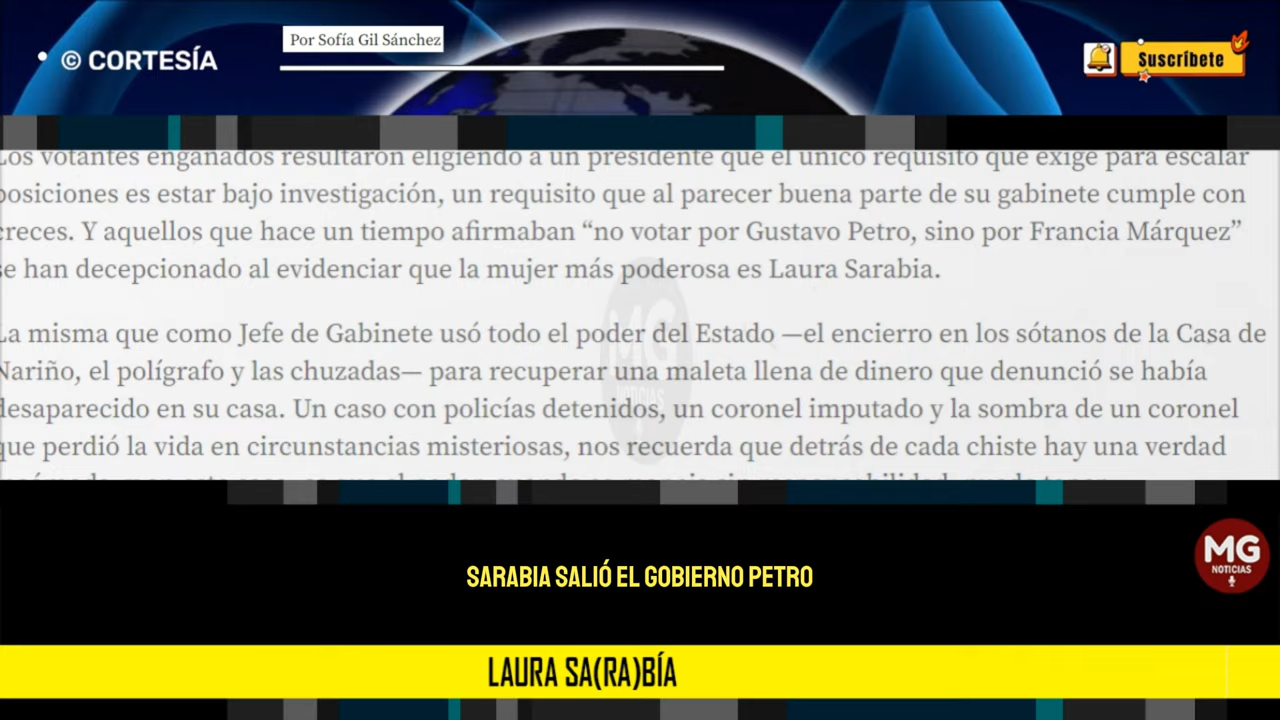 © CORTESÍA
Por Sofía Gil Sánchez
Suscríbete
Los votantes engañados resultaron eligiendo a un presidente que el único requisito que exige para escalar
posiciones es estar bajo investigación, un requisito que al parecer buena parte de su gabinete cumple con
creces. Y aquellos que hace un tiempo afirmaban “no votar por Gustavo Petro, sino por Francia Márquez”
se han decepcionado al evidenciar que la mujer más poderosa es Laura Sarabia.
La misma que como Jefe de Gabinete usó todo el poder del Estado —el encierro en los sótanos de la Casa de
Nariño, el polígrafo y las chuzadas— para recuperar una maleta llena de dinero que denunció se había
desaparecido en su casa. Un caso con policías detenidos, un coronel imputado y la sombra de un coronel
que perdió la vida en circunstancias misteriosas, nos recuerda que detrás de cada chiste hay una verdad
MG
NOTICIAS
SARABIA SALIÓ EL GOBIERNO PETRO
MG
NOTICIAS
LAURA SA(RA)BÍA